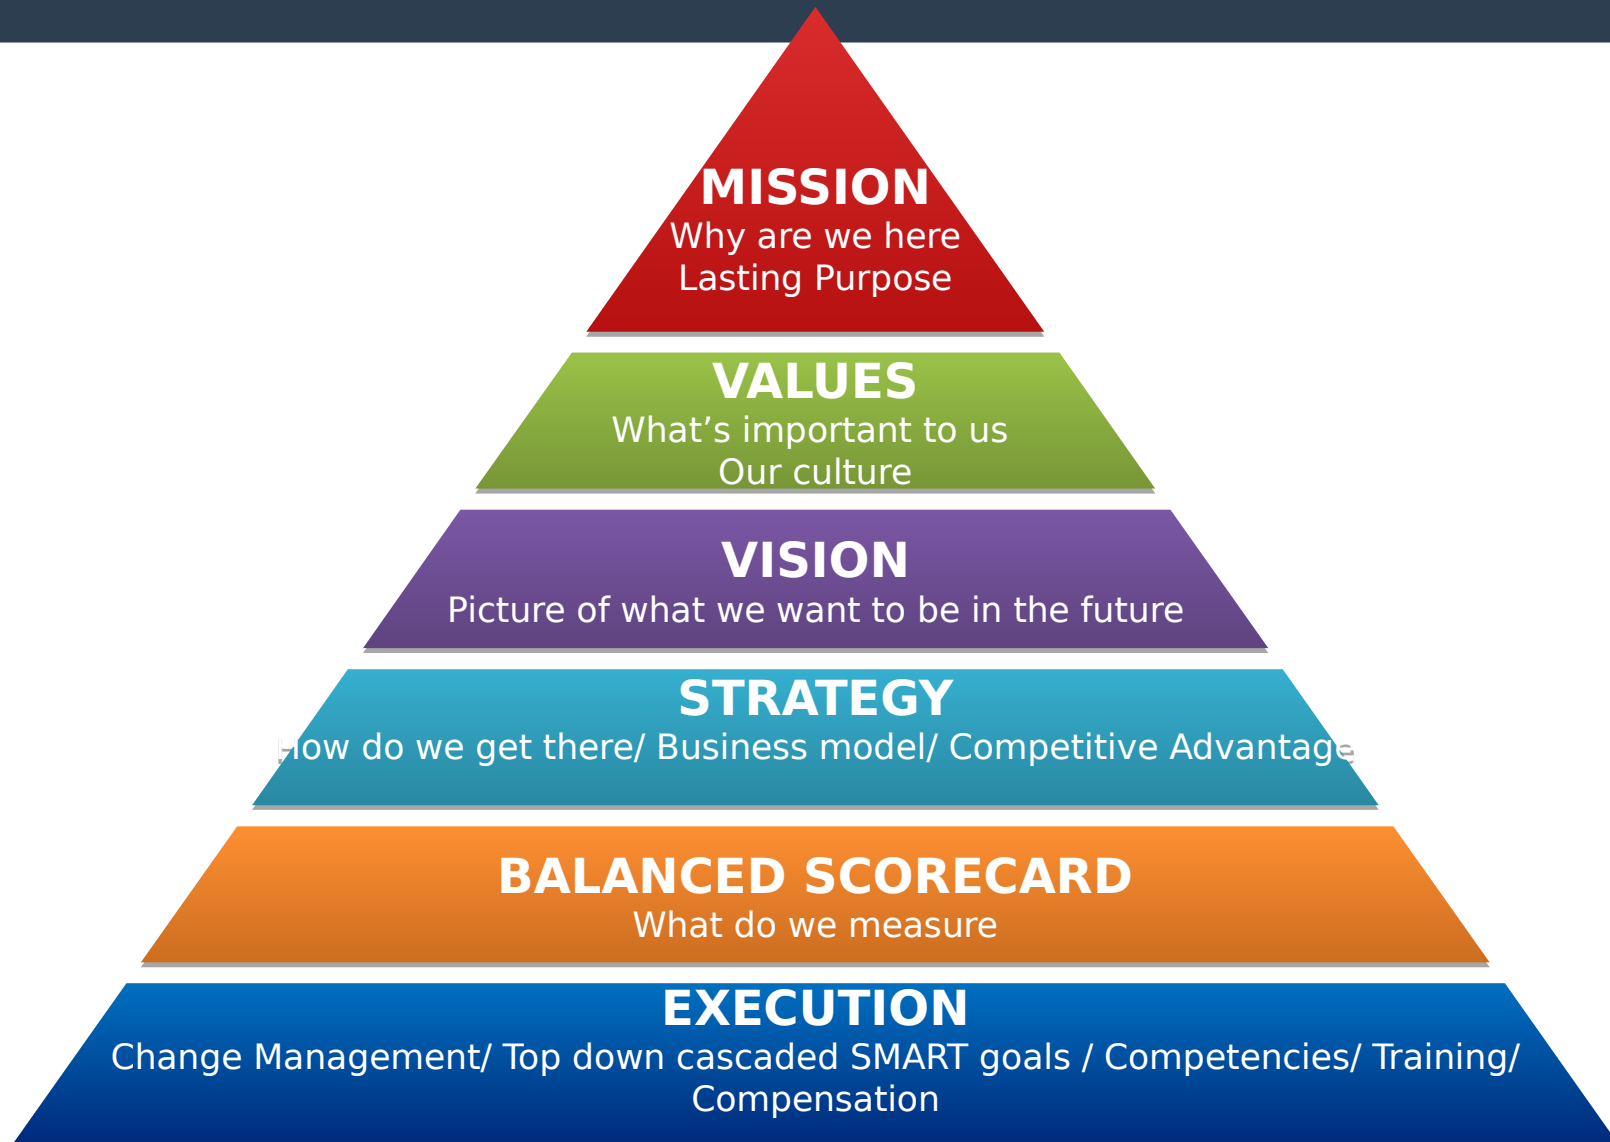 MISSION
Why are we here
Lasting Purpose
VALUES
What’s important to us
Our culture
VISION
Picture of what we want to be in the future
STRATEGY
How do we get there/ Business model/ Competitive Advantage
BALANCED SCORECARD
What do we measure
EXECUTION
Change Management/ Top down cascaded SMART goals / Competencies/ Training/
Compensation